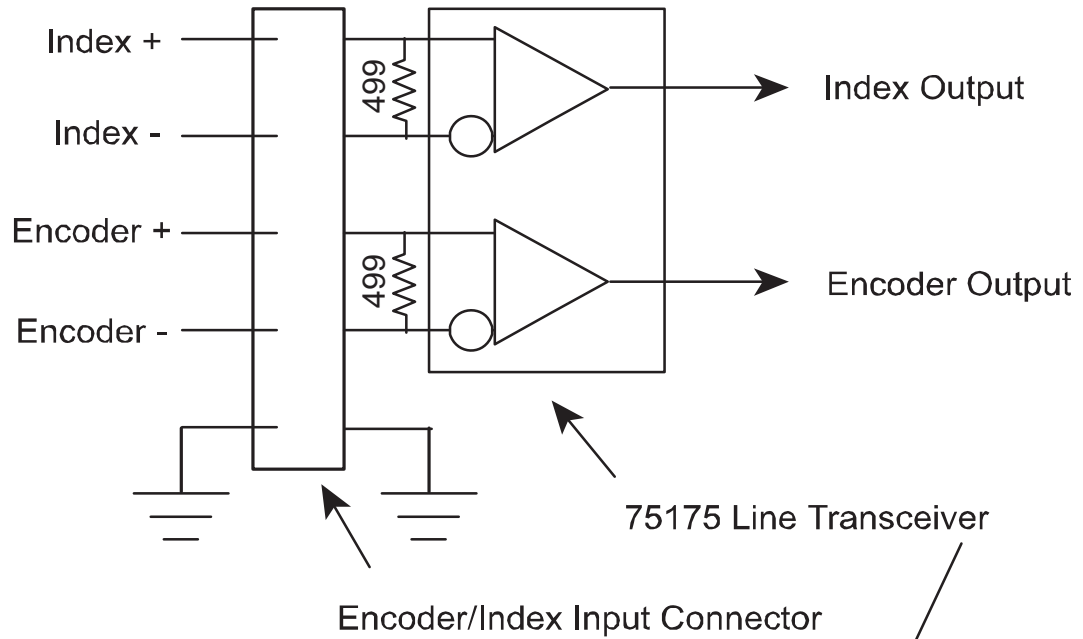 Index +
499
Index Output
Index -
Encoder +
499
Encoder Output
Encoder -
75175 Line Transceiver
Encoder/Index Input Connector